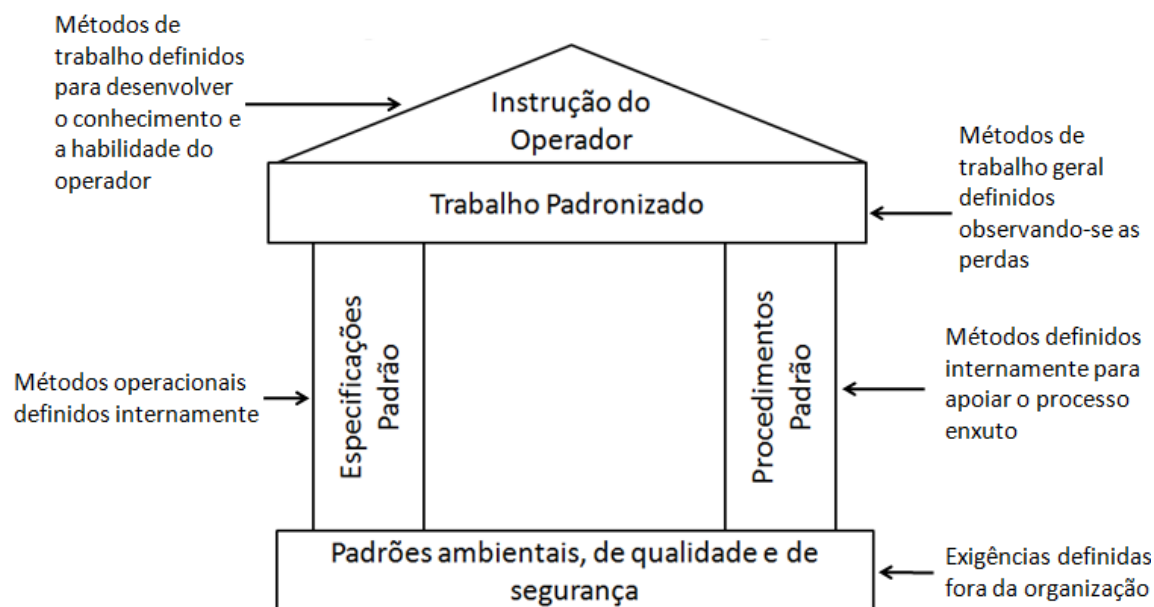 Métodos de
trabalho definidos
para desenvolver
o conhecimento e
a habilidade do
operador
Instrução do
Operador
Trabalho Padronizado
Métodos de
trabalho geral
definidos
observando-se as
perdas
Especificações
Padrão
Métodos operacionais
definidos internamente
Procedimentos
Padrão
Métodos definidos
internamente para
apoiar o processo
enxuto
Padrões ambientais, de qualidade e de
segurança
Exigências definidas
fora da organização